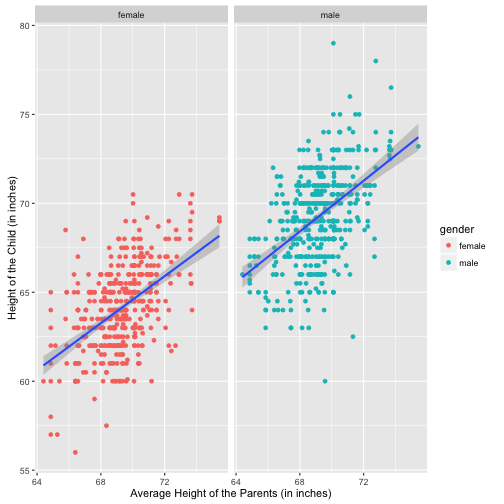 female male
80
75
70
65
60
55
64 68 72 64 68 72
Height of the Child (in inches)
Average Height of the Parents (in inches)
gender
female
male